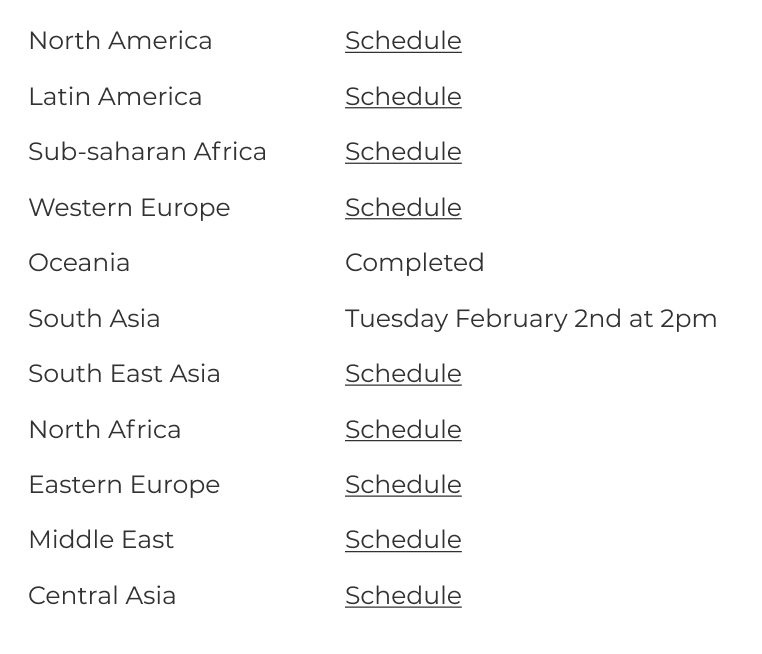 North America Schedule
Latin America Schedule
Sub-saharan Africa Schedule
Western Europe Schedule
Oceania Completed
South Asia Tuesday February 2nd at 2pm
South East Asia Schedule
North Africa Schedule
Eastern Europe Schedule
Middle East Schedule
Central Asia Schedule